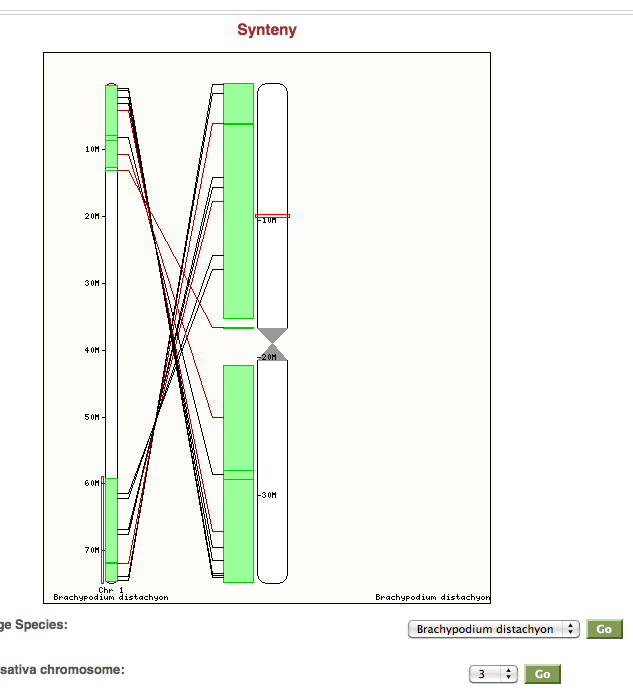 Synteny
10M
20M
30M
40M
50M
60M
70M
10M
20M
30M
Chr 1
Brachypodium distachyon
Brachypodium distachyon
ge Species:
Brachypodium distachyon
Go
sativa chromosome:
3
Go